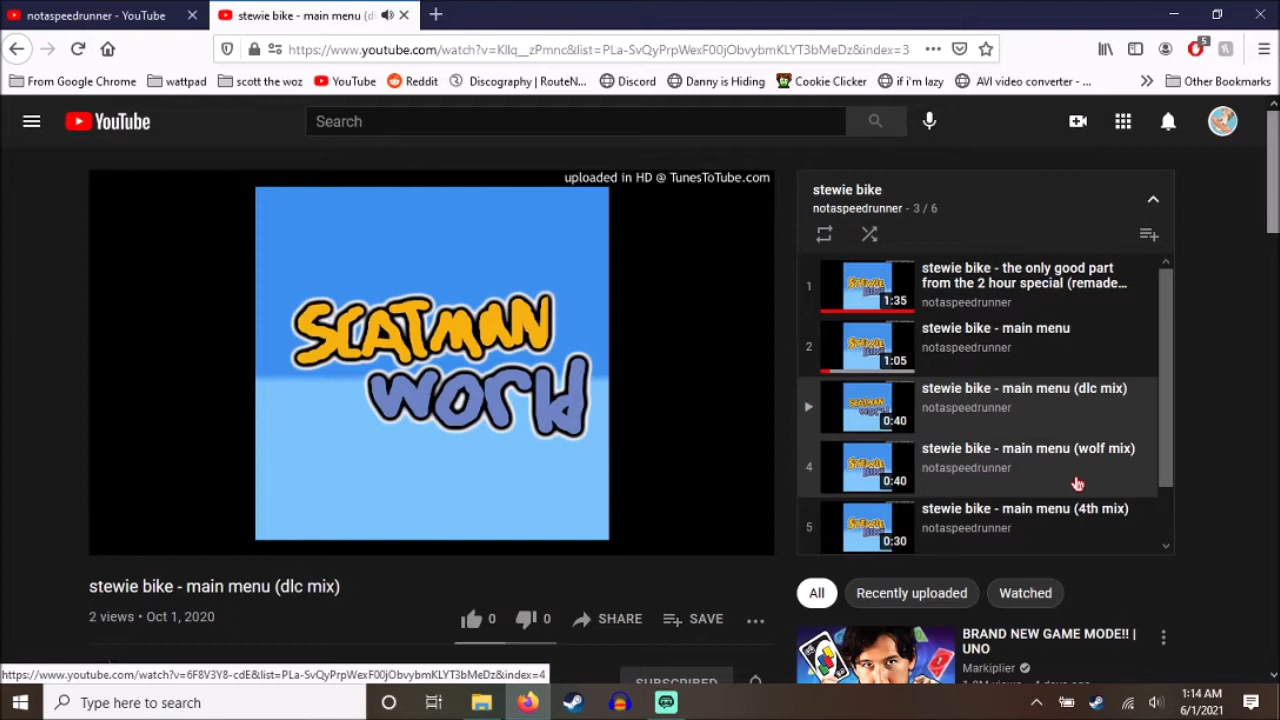 notaspeedrunner - YouTube
stewie bike - main menu (dl
https://www.youtube.com/watch?v=KIIq__zPmnc&list=PLa-SvQyPrpWexF00jObvybmKLYT3bMeDz&index=3
From Google Chrome
wattpad
scott the woz
YouTube
Reddit
Discography | RouteN...
Discord
Danny is Hiding
Cookie Clicker
if i'm lazy
AVI video converter - ...
Other Bookmarks
5
YouTube
Search
uploaded in HD @ TunesToTube.com
SCATMAN
WORld
stewie bike
notaspeedrunner - 3 / 6
1
stewie bike - the only good part
from the 2 hour special (remade...
notaspeedrunner
1:35
2
stewie bike - main menu
notaspeedrunner
1:05
stewie bike - main menu (dlc mix)
notaspeedrunner
0:40
4
stewie bike - main menu (wolf mix)
notaspeedrunner
0:40
5
stewie bike - main menu (4th mix)
notaspeedrunner
0:30
stewie bike - main menu (dlc mix)
2 views • Oct 1, 2020
0
0
SHARE
SAVE
All
Recently uploaded
Watched
BRAND NEW GAME MODE!! |
UNO
Markiplier
SUBSCRIBED
https://www.youtube.com/watch?v=6F8V3Y8-cdE&list=PLa-SvQyPrpWexF00jObvybmKLYT3bMeDz&index=4
Type here to search
1:14 AM
6/1/2021